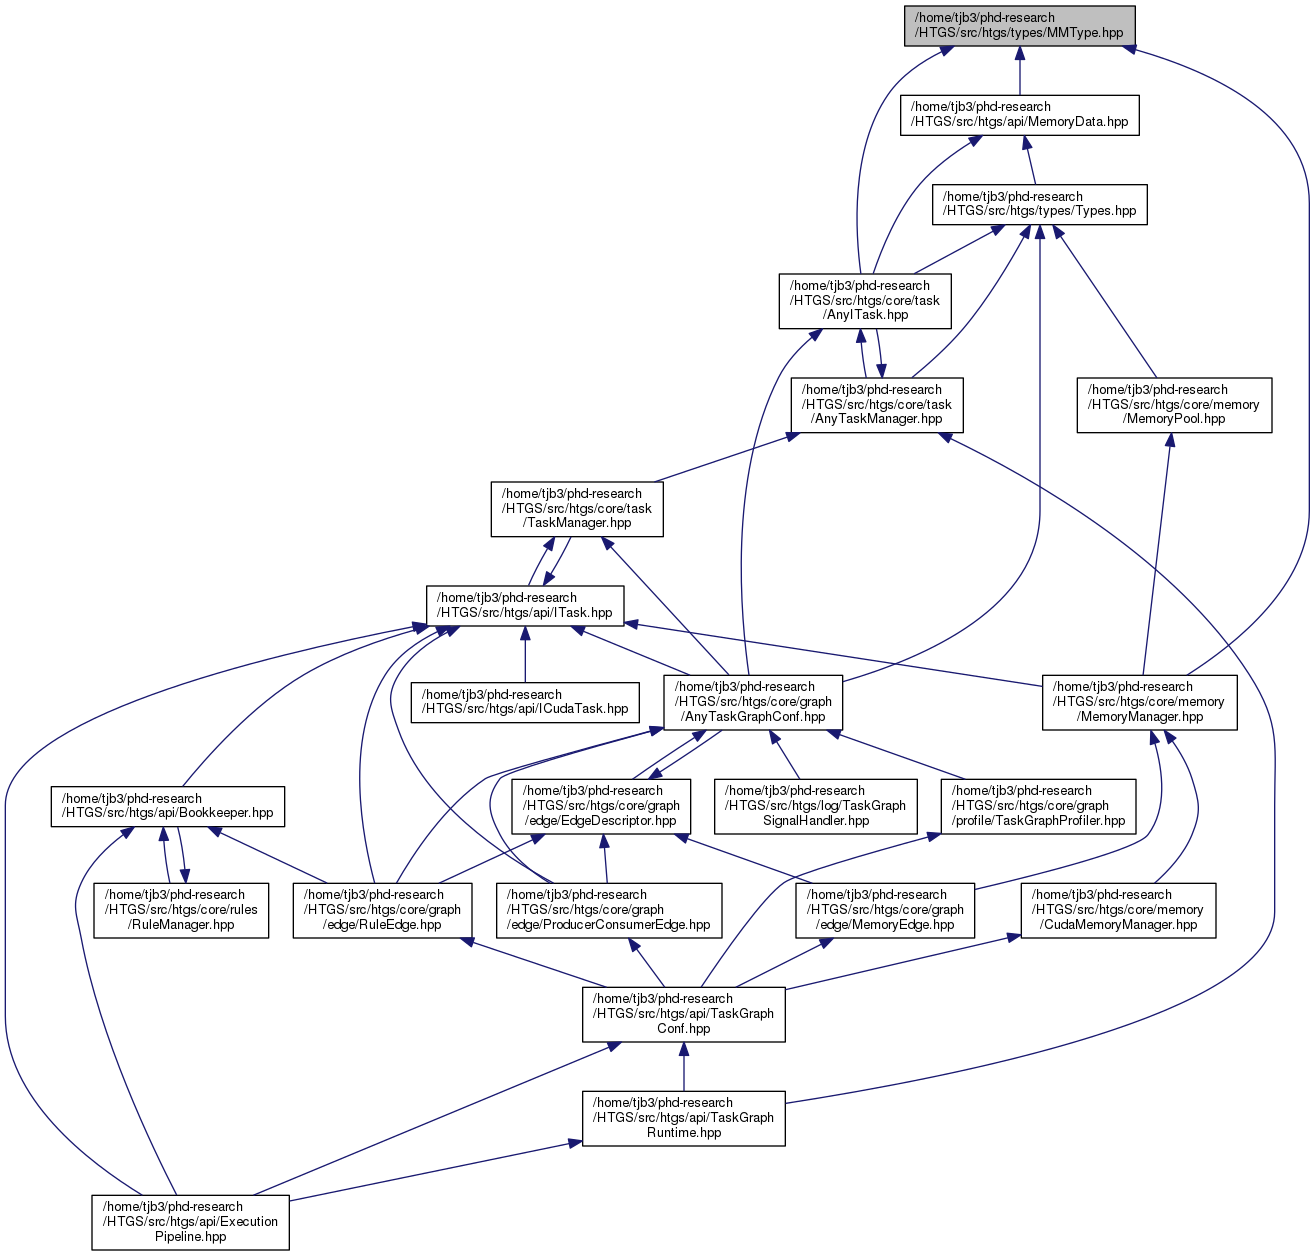 /home/tjb3/phd-research
/HTGS/src/htgs/types/MMType.hpp
/home/tjb3/phd-research
/HTGS/src/htgs/api/MemoryData.hpp
/home/tjb3/phd-research
/HTGS/src/htgs/types/Types.hpp
/home/tjb3/phd-research
/HTGS/src/htgs/core/task
/AnyITask.hpp
/home/tjb3/phd-research
/HTGS/src/htgs/core/task
/AnyTaskManager.hpp
/home/tjb3/phd-research
/HTGS/src/htgs/core/memory
/MemoryPool.hpp
/home/tjb3/phd-research
/HTGS/src/htgs/core/task
/TaskManager.hpp
/home/tjb3/phd-research
/HTGS/src/htgs/api/ITask.hpp
/home/tjb3/phd-research
/HTGS/src/htgs/api/ICudaTask.hpp
/home/tjb3/phd-research
/HTGS/src/htgs/core/graph
/AnyTaskGraphConf.hpp
/home/tjb3/phd-research
/HTGS/src/htgs/core/memory
/MemoryManager.hpp
/home/tjb3/phd-research
/HTGS/src/htgs/api/Bookkeeper.hpp
/home/tjb3/phd-research
/HTGS/src/htgs/core/graph
/edge/EdgeDescriptor.hpp
/home/tjb3/phd-research
/HTGS/src/htgs/log/TaskGraph
SignalHandler.hpp
/home/tjb3/phd-research
/HTGS/src/htgs/core/graph
/profile/TaskGraphProfiler.hpp
/home/tjb3/phd-research
/HTGS/src/htgs/core/rules
/RuleManager.hpp
/home/tjb3/phd-research
/HTGS/src/htgs/core/graph
/edge/RuleEdge.hpp
/home/tjb3/phd-research
/HTGS/src/htgs/core/graph
/edge/ProducerConsumerEdge.hpp
/home/tjb3/phd-research
/HTGS/src/htgs/core/graph
/edge/MemoryEdge.hpp
/home/tjb3/phd-research
/HTGS/src/htgs/core/memory
/CudaMemoryManager.hpp
/home/tjb3/phd-research
/HTGS/src/htgs/api/TaskGraph
Conf.hpp
/home/tjb3/phd-research
/HTGS/src/htgs/api/TaskGraph
Runtime.hpp
/home/tjb3/phd-research
/HTGS/src/htgs/api/Execution
Pipeline.hpp